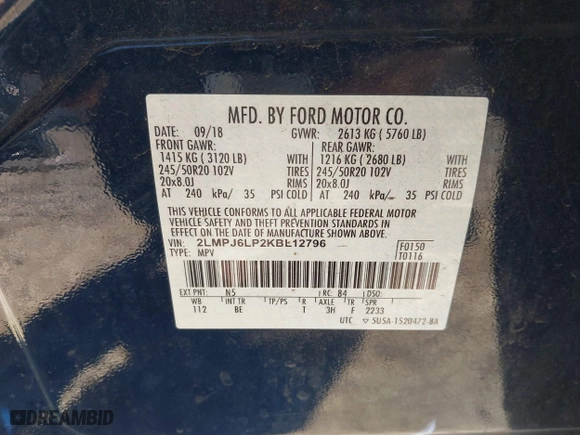 MFD. BY FORD MOTOR CO.
DATE: 09/18 GVWR: 2613 KG ( 5760 LB)
FRONT GAWR: REAR GAWR:
1415 KG ( 3120 LB) WITH 1216 KG ( 2680 LB) WITH
245/50R20 102V TIRES 245/50R20 102V TIRES
20x8.0J RIMS 20x8.0J RIMS
AT 240 kPa/ 35 PSI COLD AT 240 kPa/ 35 PSI COLD
THIS VEHICLE CONFORMS TO ALL APPLICABLE FEDERAL MOTOR
VEHICLE SAFETY AND THEFT PREVENTION STANDARDS IN
EFFECT ON THE DATE OF MANUFACTURE SHOWN ABOVE.
VIN: 2LMPJ6LP2KBL12796 F0150
TYPE: MPV T0116
EXT PNT: N5 RC: 84 DSO:
WB INT TR TP/PS R AXLE TR SPR
112 BE T 3H F 2233
UTC ▽ 5U5A-1520472-BA
DREAMBID